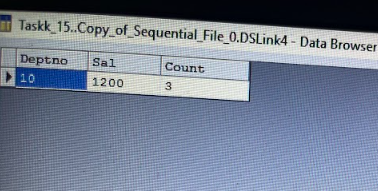 Taskk_15..Copy_of_Sequential_File_0.DSLink4 - Data Browser
Deptno Sal Count
10 1200 3